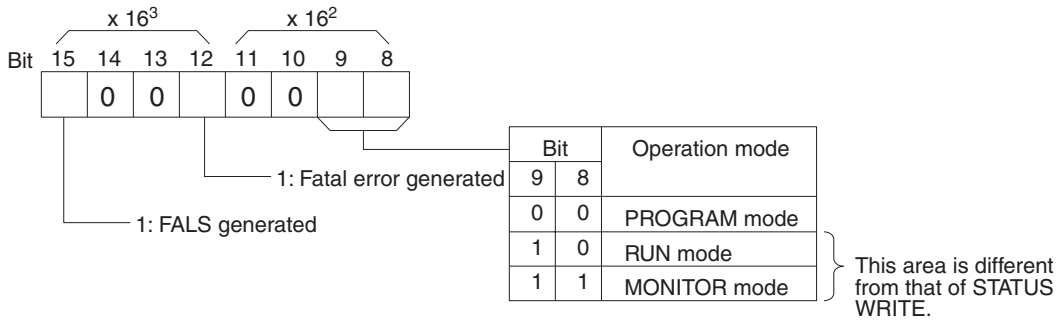 x 16³ x 16²
Bit 15 14 13 12 11 10 9 8
0 0 0 0
Bit Operation mode
9 8
1: Fatal error generated
0 0 PROGRAM mode
1: FALS generated
1 0 RUN mode
1 1 MONITOR mode
This area is different
from that of STATUS
WRITE.